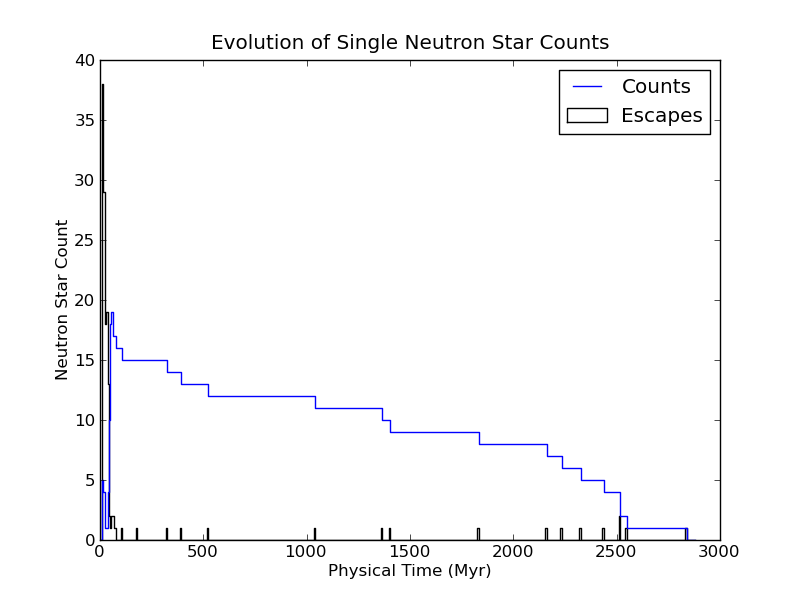 Evolution of Single Neutron Star Counts
40
35
30
25
20
15
10
5
0
Neutron Star Count
Counts
Escapes
0 500 1000 1500 2000 2500 3000
Physical Time (Myr)